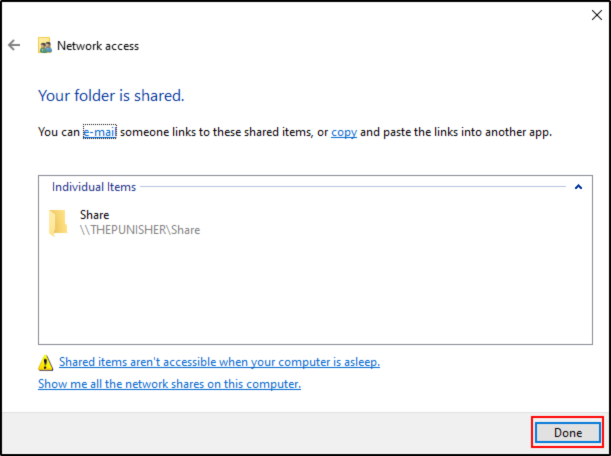 Network access
Your folder is shared.
You can e-mail someone links to these shared items, or copy and paste the links into another app.
Individual Items
Share
\\THEPUNISHER\Share
Shared items aren't accessible when your computer is asleep.
Show me all the network shares on this computer.
Done